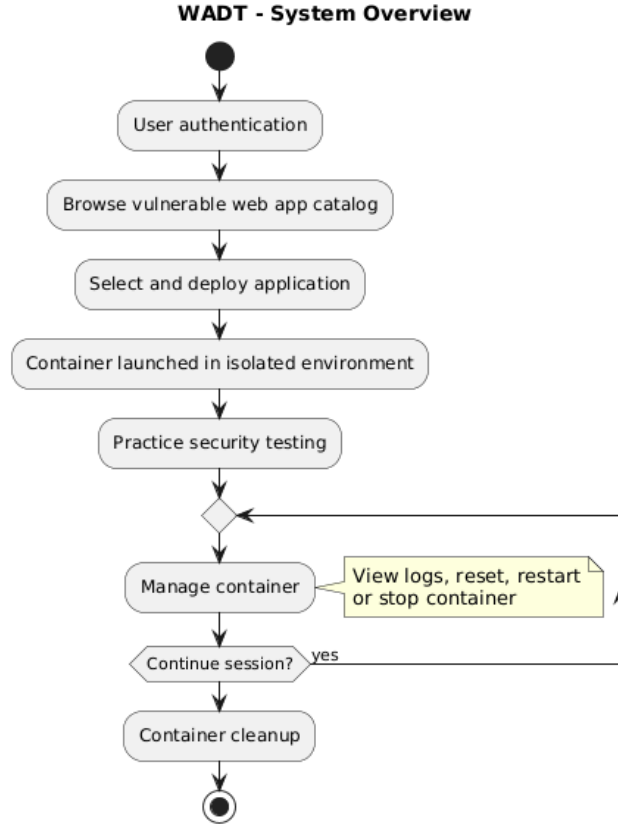 WADT - System Overview
User authentication
Browse vulnerable web app catalog
Select and deploy application
Container launched in isolated environment
Practice security testing
Manage container
View logs, reset, restart
or stop container
Continue session?
yes
Container cleanup